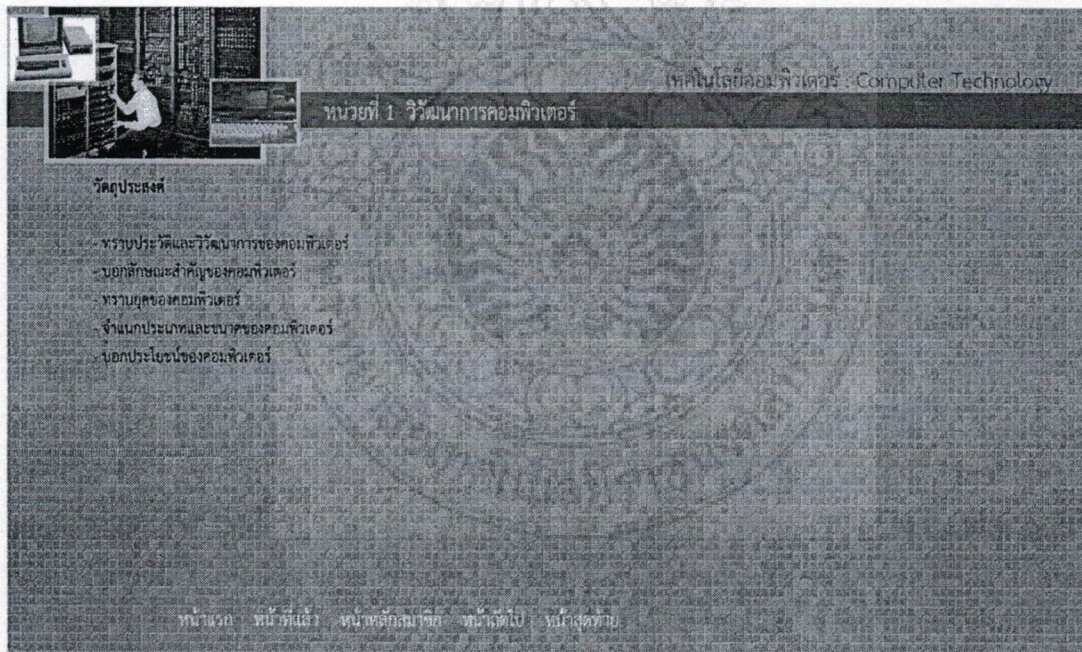 เทคโนโลยีคอมพิวเตอร์ : Computer Technology
หน่วยที่ 1 วิวัฒนาการคอมพิวเตอร์
วัตถุประสงค์
- ทราบประวัติและวิวัฒนาการของคอมพิวเตอร์
- บอกลักษณะสำคัญของคอมพิวเตอร์
- ทราบยุคของคอมพิวเตอร์
- จำแนกประเภทและขนาดของคอมพิวเตอร์
- บอกประโยชน์ของคอมพิวเตอร์
หน้าแรก หน้าที่แล้ว หน้าหลักสมาชิก หน้าถัดไป หน้าสุดท้าย